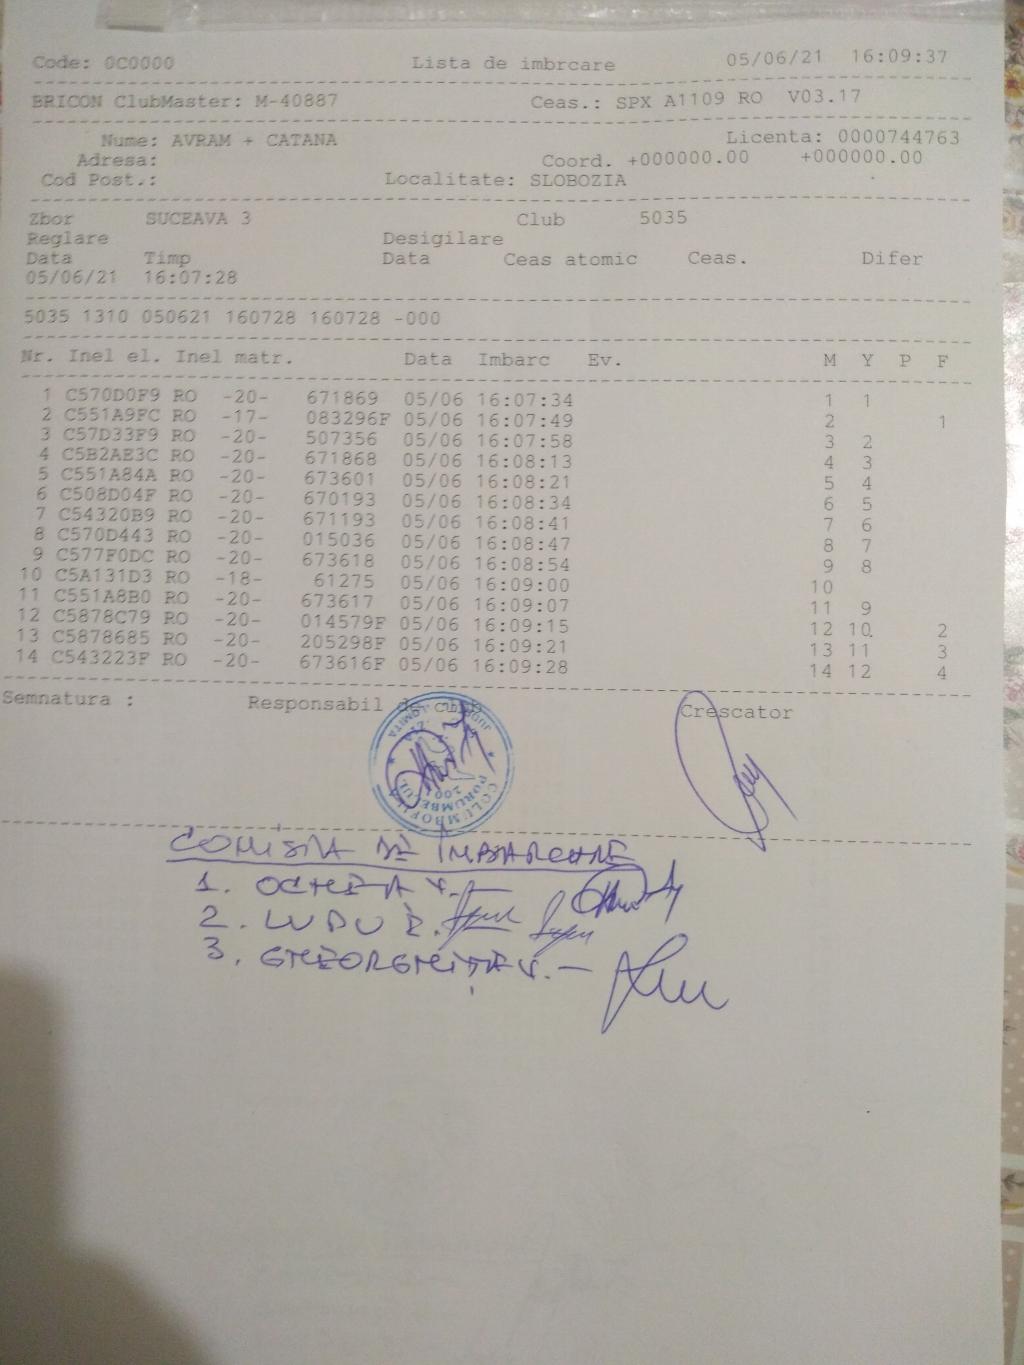 Code: 0C0000 Lista de imbrcare 05/06/21 16:09:37
BRICON ClubMaster: M-40887 Ceas.: SPX A1109 RO V03.17
Nume: AVRAM + CATANA Licenta: 0000744763
Adresa: Coord. +000000.00 +000000.00
Cod Post.: Localitate: SLOBOZIA
Zbor SUCEAVA 3 Club 5035
Reglare Desigilare
Data Timp Data Ceas atomic Ceas. Difer
05/06/21 16:07:28
5035 1310 050621 160728 160728 -000
Nr. Inel el. Inel matr. Data Imbarc Ev. M Y P F
1 C570D0F9 RO -20- 671869 05/06 16:07:34 1 1
2 C551A9FC RO -17- 083296F 05/06 16:07:49 2 1
3 C57D33F9 RO -20- 507356 05/06 16:07:58 3 2
4 C5B2AE3C RO -20- 671868 05/06 16:08:13 4 3
5 C551A84A RO -20- 673601 05/06 16:08:21 5 4
6 C508D04F RO -20- 670193 05/06 16:08:34 6 5
7 C54320B9 RO -20- 671193 05/06 16:08:41 7 6
8 C570D443 RO -20- 015036 05/06 16:08:47 8 7
9 C577F0DC RO -20- 673618 05/06 16:08:54 9 8
10 C5A131D3 RO -18- 61275 05/06 16:09:00 10
11 C551A8B0 RO -20- 673617 05/06 16:09:07 11 9
12 C5878C79 RO -20- 014579F 05/06 16:09:15 12 10 2
13 C5878685 RO -20- 205298F 05/06 16:09:21 13 11 3
14 C543223F RO -20- 673616F 05/06 16:09:28 14 12 4
Semnatura : Responsabil de club Crescator
COLUMBOFIL
PORUMBELUL
JUDEȚ IALOMITA
200
COMISIA DE ÎMBARCARE
1. OCHEA V.
2. LUDU R.
3. GHEORGHIȚA V. —